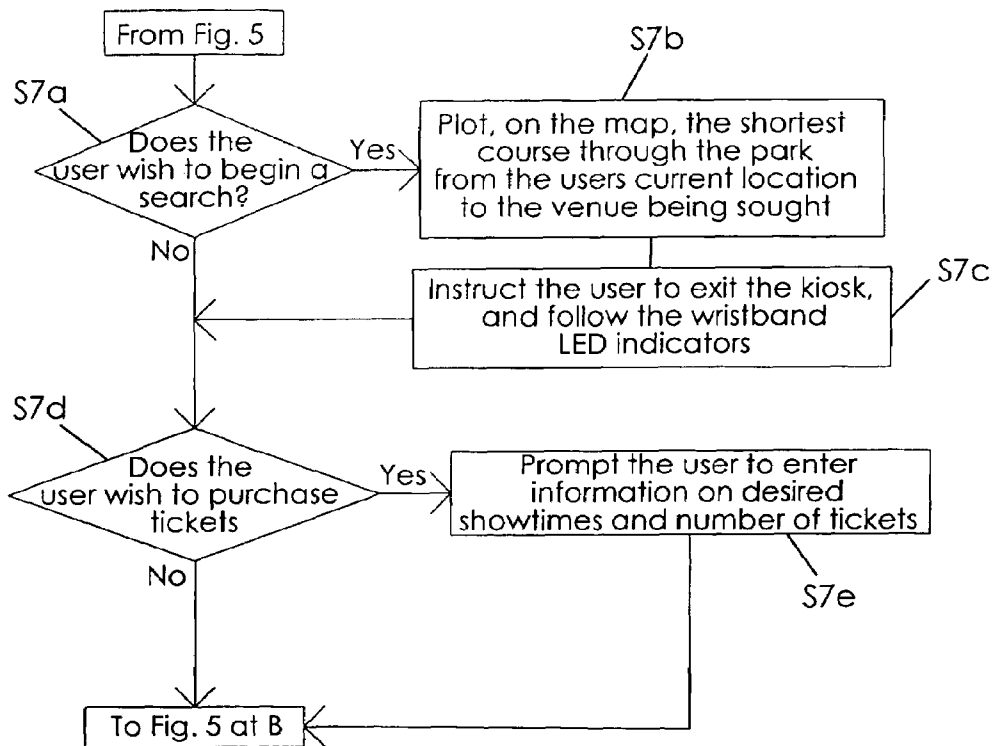 From Fig. 5
S7a
Does the
user wish to begin a
search?
Yes
No
S7b
Plot, on the map, the shortest
course through the park
from the users current location
to the venue being sought
S7c
Instruct the user to exit the kiosk,
and follow the wristband
LED indicators
S7d
Does the
user wish to purchase
tickets
Yes
No
Prompt the user to enter
information on desired
showtimes and number of tickets
S7e
To Fig. 5 at B